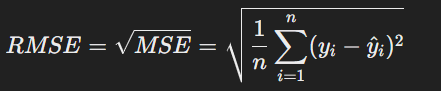 RMSE = √MSE = √(1/n ∑_{i=1}^{n} (y_i − ŷ_i)²)